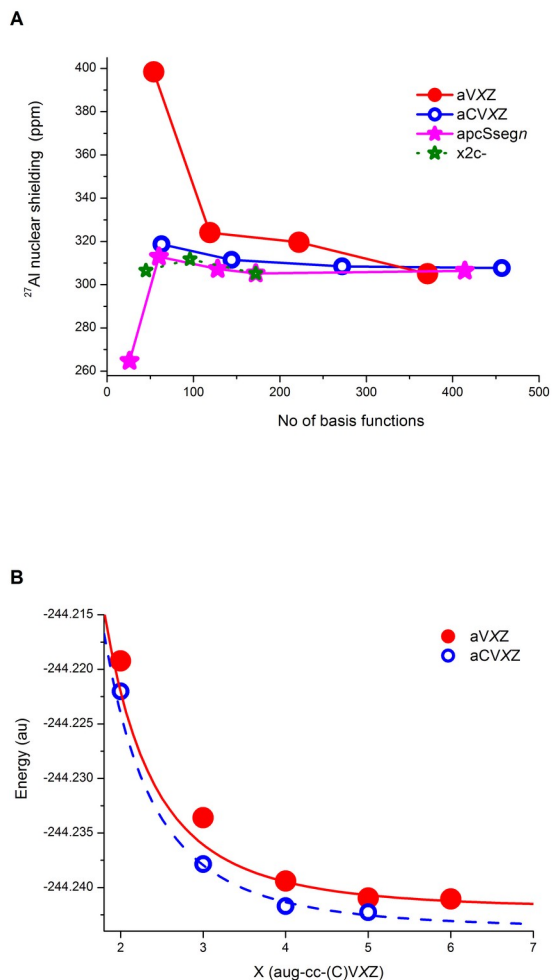 A
400
380
360
340
320
300
280
260
0
100
200
300
400
500
²⁷Al nuclear shielding (ppm)
No of basis functions
aVXZ
aCVXZ
apcSsegn
x2c-
B
-244.215
-244.220
-244.225
-244.230
-244.235
-244.240
2
3
4
5
6
7
Energy (au)
X (aug-cc-(C)VXZ)
aVXZ
aCVXZ